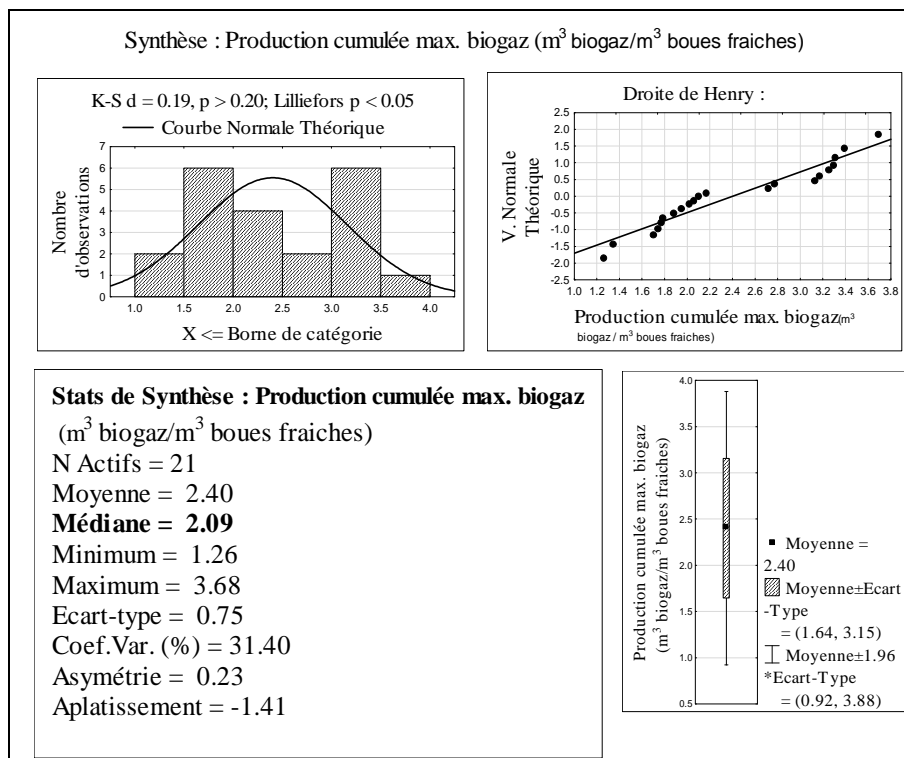 Synthèse : Production cumulée max. biogaz (m³ biogaz/m³ boues fraiches)
K-S d = 0.19, p > 0.20; Lilliefors p < 0.05
Courbe Normale Théorique
7
6
5
4
3
2
1
0
Nombre
d'observations
1.0 1.5 2.0 2.5 3.0 3.5 4.0
X <= Borne de catégorie
Droite de Henry :
2.5
2.0
1.5
1.0
0.5
0.0
-0.5
-1.0
-1.5
-2.0
-2.5
V. Normale
Théorique
1.0 1.2 1.4 1.6 1.8 2.0 2.2 2.4 2.6 2.8 3.0 3.2 3.4 3.6 3.8
Production cumulée max. biogaz(m³
biogaz / m³ boues fraiches)
Stats de Synthèse : Production cumulée max. biogaz
(m³ biogaz/m³ boues fraiches)
N Actifs = 21
Moyenne = 2.40
Médiane = 2.09
Minimum = 1.26
Maximum = 3.68
Ecart-type = 0.75
Coef.Var. (%) = 31.40
Asymétrie = 0.23
Aplatissement = -1.41
Production cumulée max. biogaz
(m³ biogaz/m³ boues fraiches)
4.0
3.5
3.0
2.5
2.0
1.5
1.0
0.5
Moyenne =
2.40
Moyenne±Ecart
-Type
= (1.64, 3.15)
Moyenne±1.96
*Ecart-Type
= (0.92, 3.88)